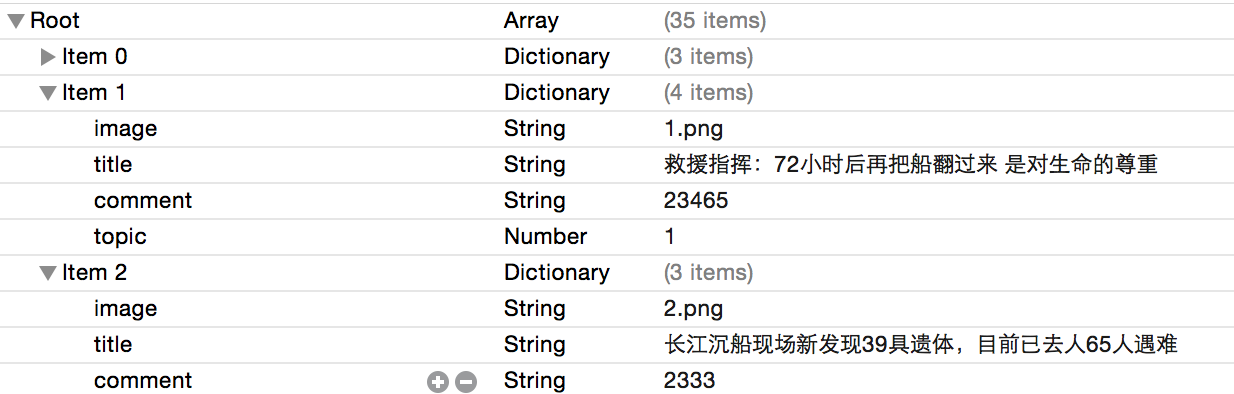 Root Array (35 items)
Item 0 Dictionary (3 items)
Item 1 Dictionary (4 items)
image String 1.png
title String 救援指挥：72小时后再把船翻过来 是对生命的尊重
comment String 23465
topic Number 1
Item 2 Dictionary (3 items)
image String 2.png
title String 长江沉船现场新发现39具遗体，目前已去人65人遇难
comment String 2333